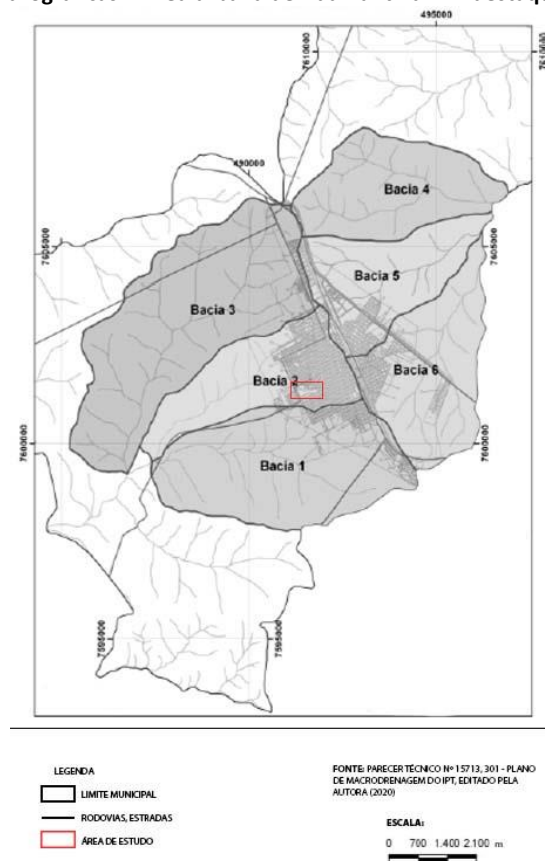 495000
7610000
7610000
490000
Bacia 4
7605000
7605000
Bacia 5
Bacia 3
Bacia 2
Bacia 6
7600000
7600000
Bacia 1
7595000
7595000
LEGENDA
LIMITE MUNICIPAL
RODOVIAS, ESTRADAS
ÁREA DE ESTUDO
FONTE: PARECER TÉCNICO Nº 15713, 301 - PLANO
DE MACRODRENAGEM DO IPT, EDITADO PELA
AUTORA (2020)
ESCALA:
0 700 1.400 2.100 m